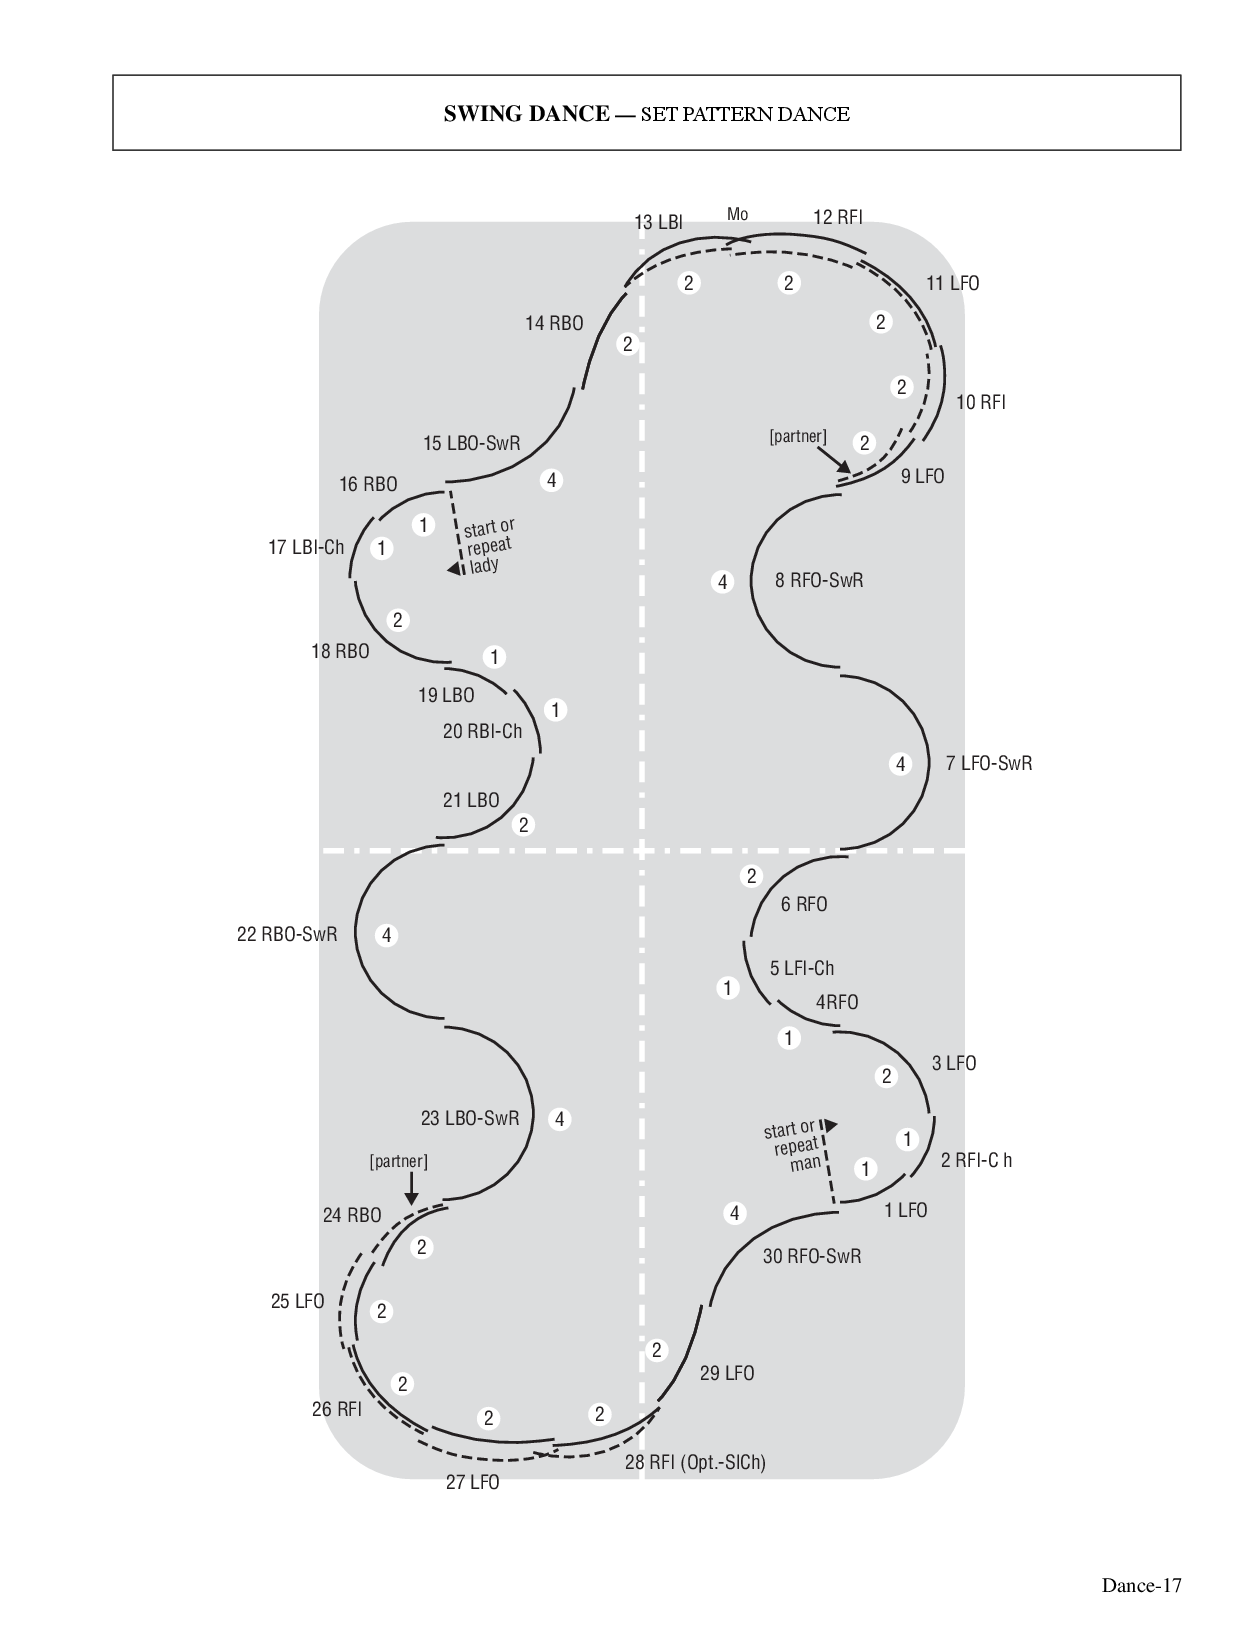 SWING DANCE — SET PATTERN DANCE
13 LBI
Mo
12 RFI
2
2
11 LFO
14 RBO
2
2
2
10 RFI
[partner]
2
15 LBO-SwR
9 LFO
4
16 RBO
1
start or
repeat
lady
17 LBI-Ch
1
4
8 RFO-SwR
2
18 RBO
1
19 LBO
1
20 RBI-Ch
4
7 LFO-SwR
21 LBO
2
2
6 RFO
22 RBO-SwR
4
5 LFI-Ch
1
4RFO
1
3 LFO
2
23 LBO-SwR
4
start or
repeat
man
1
2 RFI-C h
1
[partner]
1 LFO
24 RBO
4
2
30 RFO-SwR
25 LFO
2
2
29 LFO
2
26 RFI
2
2
28 RFI (Opt.-SlCh)
27 LFO
Dance-17